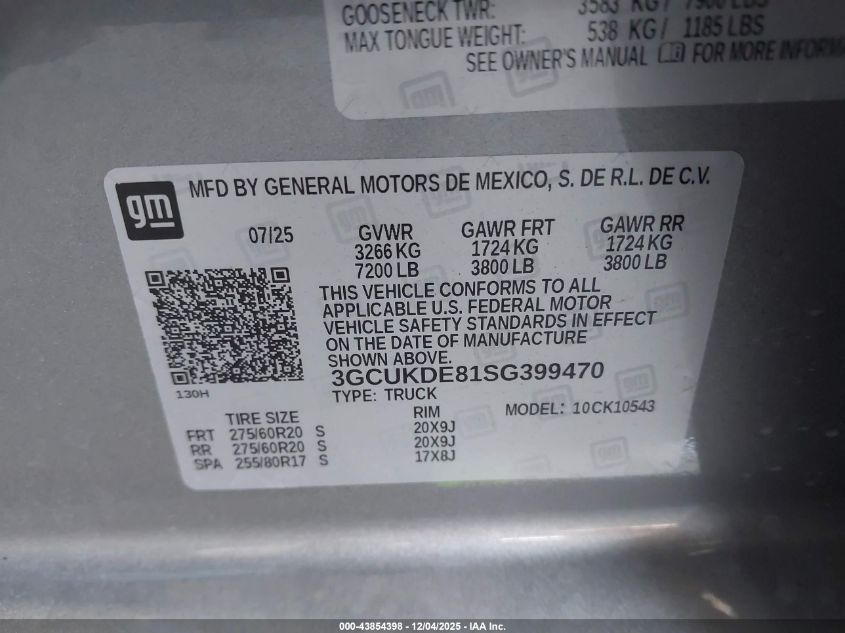 GOOSENECK TWR: 3583 KG / 7900 LBS
MAX TONGUE WEIGHT: 538 KG / 1185 LBS
SEE OWNER'S MANUAL FOR MORE
gm
MFD BY GENERAL MOTORS DE MEXICO, S. DE R.L. DE C.V.
07/25 GVWR GAWR FRT GAWR RR
3266 KG 1724 KG 1724 KG
7200 LB 3800 LB 3800 LB
THIS VEHICLE CONFORMS TO ALL
APPLICABLE U.S. FEDERAL MOTOR
VEHICLE SAFETY STANDARDS IN EFFECT
ON THE DATE OF MANUFACTURE
SHOWN ABOVE.
3GCUKDE81SG399470
130H
TYPE: TRUCK
TIRE SIZE RIM MODEL: 10CK10543
FRT 275/60R20 S 20X9J
RR 275/60R20 S 20X9J
SPA 255/80R17 S 17X8J
000-43854398 - 12/04/2025 - IAA Inc.